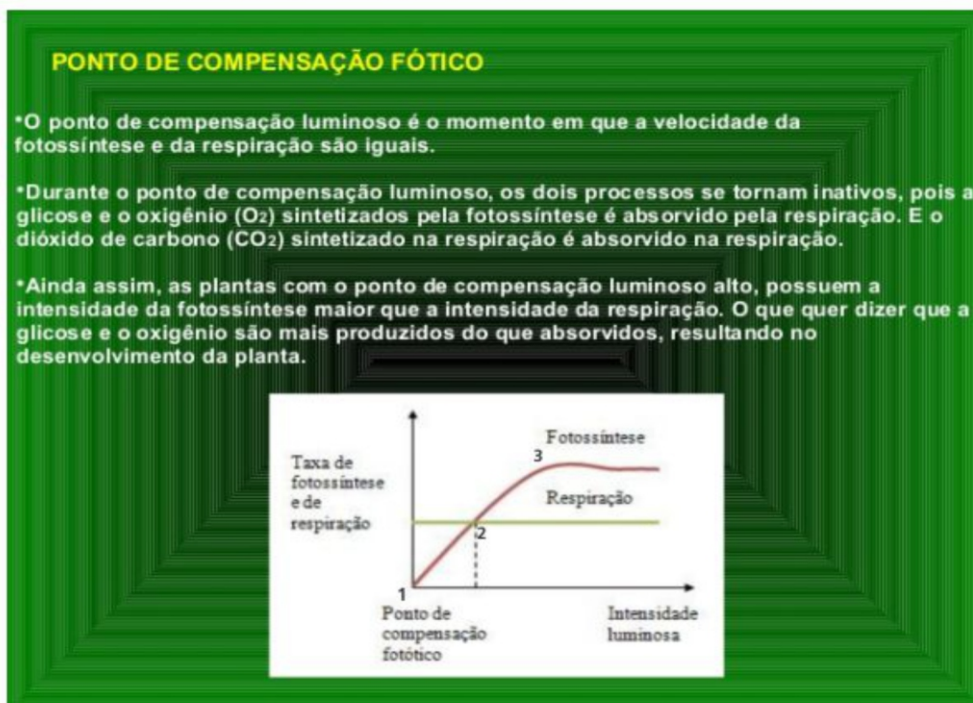 PONTO DE COMPENSAÇÃO FÓTICO
•O ponto de compensação luminoso é o momento em que a velocidade da
fotossíntese e da respiração são iguais.
•Durante o ponto de compensação luminoso, os dois processos se tornam inativos, pois a
glicose e o oxigênio (O2) sintetizados pela fotossíntese é absorvido pela respiração. E o
dióxido de carbono (CO2) sintetizado na respiração é absorvido na respiração.
•Ainda assim, as plantas com o ponto de compensação luminoso alto, possuem a
intensidade da fotossíntese maior que a intensidade da respiração. O que quer dizer que a
glicose e o oxigênio são mais produzidos do que absorvidos, resultando no
desenvolvimento da planta.
Taxa de
fotossíntese
e de
respiração
Fotossíntese
3
Respiração
2
1
Ponto de
compensação
fotótico
Intensidade
luminosa